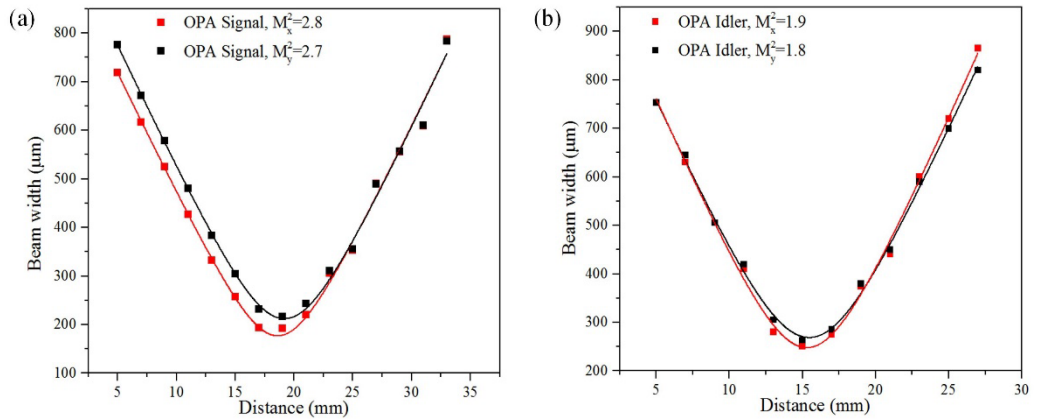 (a)
OPA Signal, M²ₓ=2.8
OPA Signal, M²ᵧ=2.7
800
700
600
500
400
300
200
100
Beam width (μm)
5 10 15 20 25 30 35
Distance (mm)
(b)
OPA Idler, M²ₓ=1.9
OPA Idler, M²ᵧ=1.8
900
800
700
600
500
400
300
200
Beam width (μm)
5 10 15 20 25 30
Distance (mm)